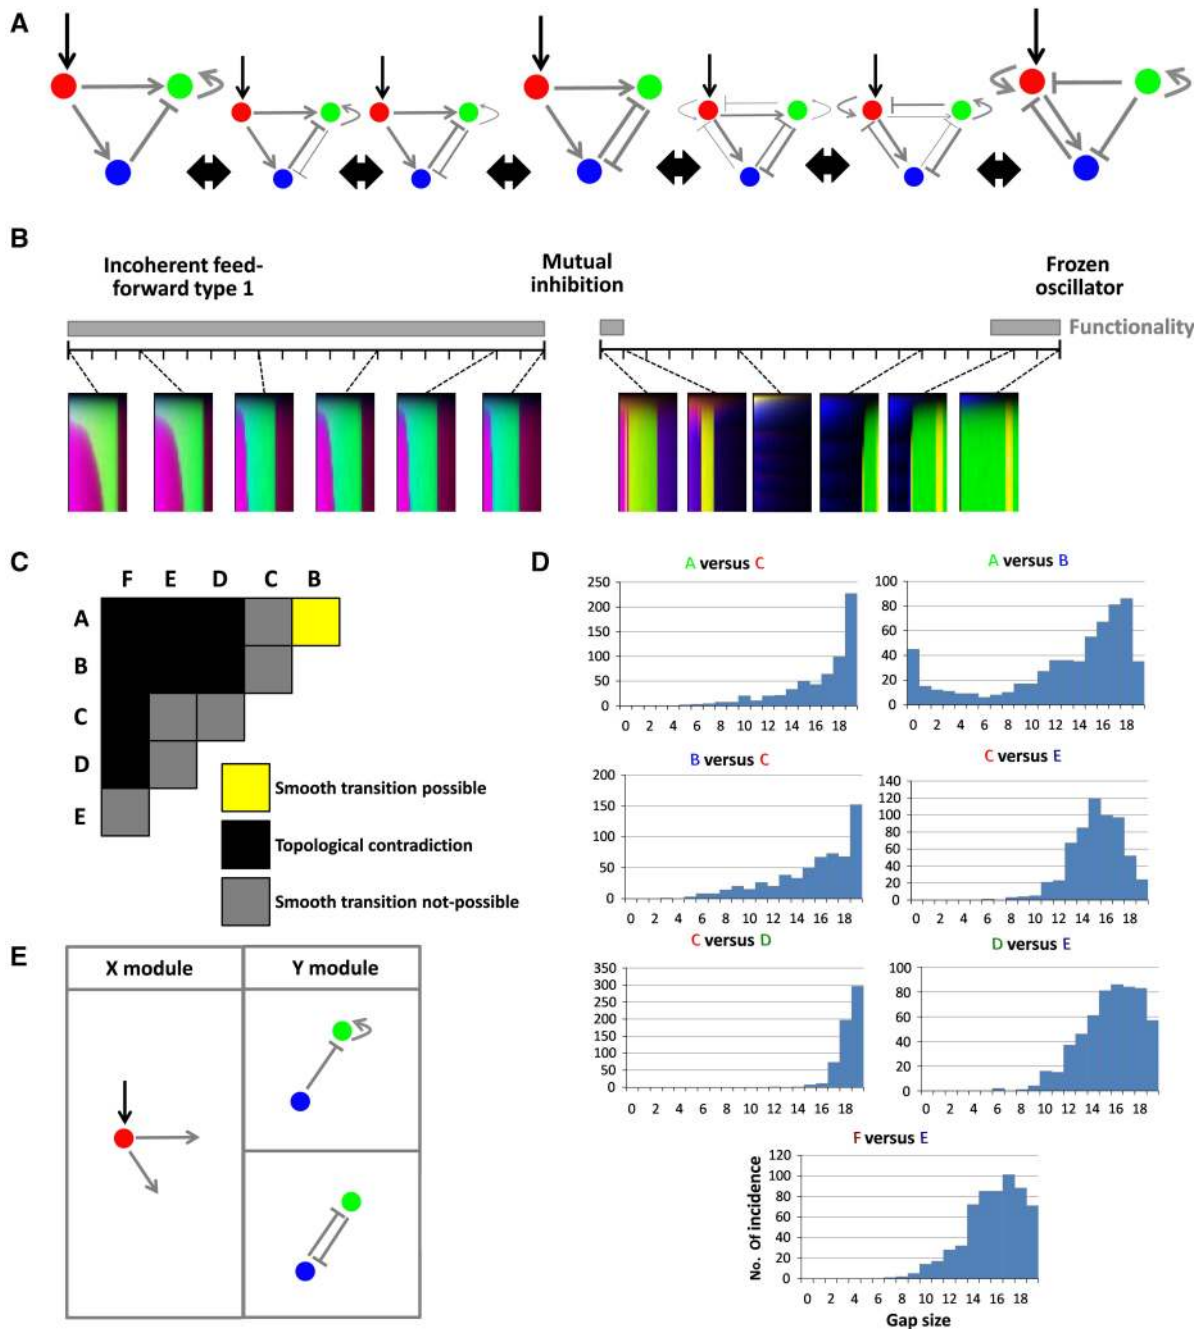 A
B
Incoherent feed-
forward type 1
Mutual
inhibition
Frozen
oscillator
Functionality
C
F E D C B
A
B
C
D
E
Smooth transition possible
Topological contradiction
Smooth transition not-possible
D
A versus C
250
200
150
100
50
0
0 2 4 6 8 10 12 14 16 18
A versus B
100
80
60
40
20
0
0 2 4 6 8 10 12 14 16 18
B versus C
200
150
100
50
0
0 2 4 6 8 10 12 14 16 18
C versus E
140
120
100
80
60
40
20
0
0 2 4 6 8 10 12 14 16 18
C versus D
350
300
250
200
150
100
50
0
0 2 4 6 8 10 12 14 16 18
D versus E
100
80
60
40
20
0
0 2 4 6 8 10 12 14 16 18
F versus E
No. Of incidence
120
100
80
60
40
20
0
0 2 4 6 8 10 12 14 16 18
Gap size
E
X module
Y module